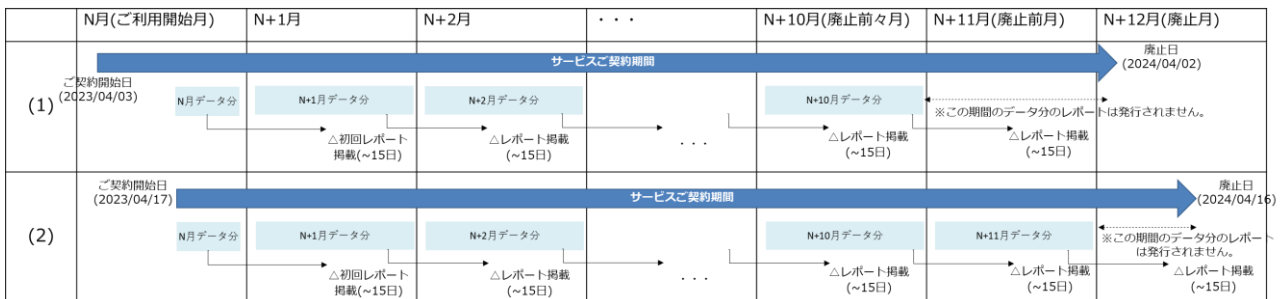 N月(ご利用開始月)
N+1月
N+2月
・・・
N+10月(廃止前々月)
N+11月(廃止前月)
N+12月(廃止月)
(1)
サービスご契約期間
廃止日
(2024/04/02)
ご契約開始日
(2023/04/03)
N月データ分
N+1月データ分
N+2月データ分
N+10月データ分
※この期間のデータ分のレポートは発行されません。
△初回レポート
掲載(~15日)
△レポート掲載
(~15日)
・・・
△レポート掲載
(~15日)
△レポート掲載
(~15日)
(2)
ご契約開始日
(2023/04/17)
サービスご契約期間
廃止日
(2024/04/16)
N月データ分
N+1月データ分
N+2月データ分
N+10月データ分
N+11月データ分
※この期間のデータ分のレポート
は発行されません。
△初回レポート
掲載(~15日)
△レポート掲載
(~15日)
・・・
△レポート掲載
(~15日)
△レポート掲載
(~15日)
△レポート掲載
(~15日)